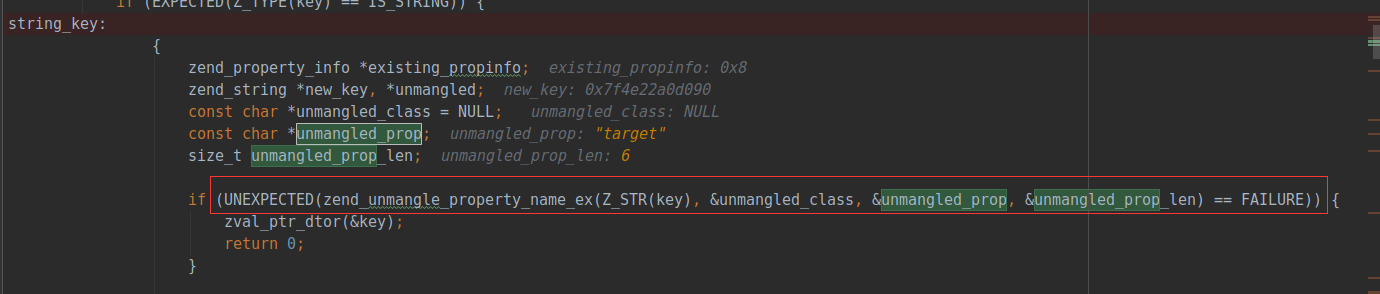 if (EXPECTED(Z_TYPE(key) == IS_STRING)) {
string_key:
{
zend_property_info *existing_propinfo;  existing_propinfo: 0x8
zend_string *new_key, *unmangled;  new_key: 0x7f4e22a0d090
const char *unmangled_class = NULL;  unmangled_class: NULL
const char *unmangled_prop;  unmangled_prop: "target"
size_t unmangled_prop_len;  unmangled_prop_len: 6
if (UNEXPECTED(zend_unmangle_property_name_ex(Z_STR(key), &unmangled_class, &unmangled_prop, &unmangled_prop_len) == FAILURE)) {
zval_ptr_dtor(&key);
return 0;
}